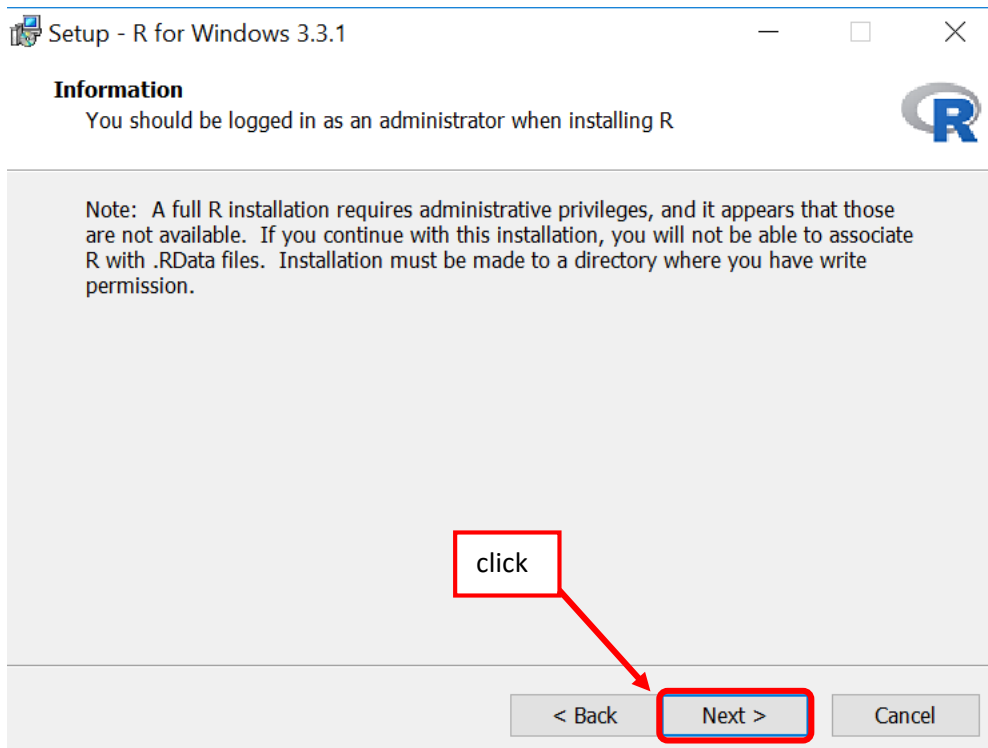 Setup - R for Windows 3.3.1
Information
You should be logged in as an administrator when installing R
R
Note: A full R installation requires administrative privileges, and it appears that those
are not available. If you continue with this installation, you will not be able to associate
R with .RData files. Installation must be made to a directory where you have write
permission.
click
< Back Next > Cancel